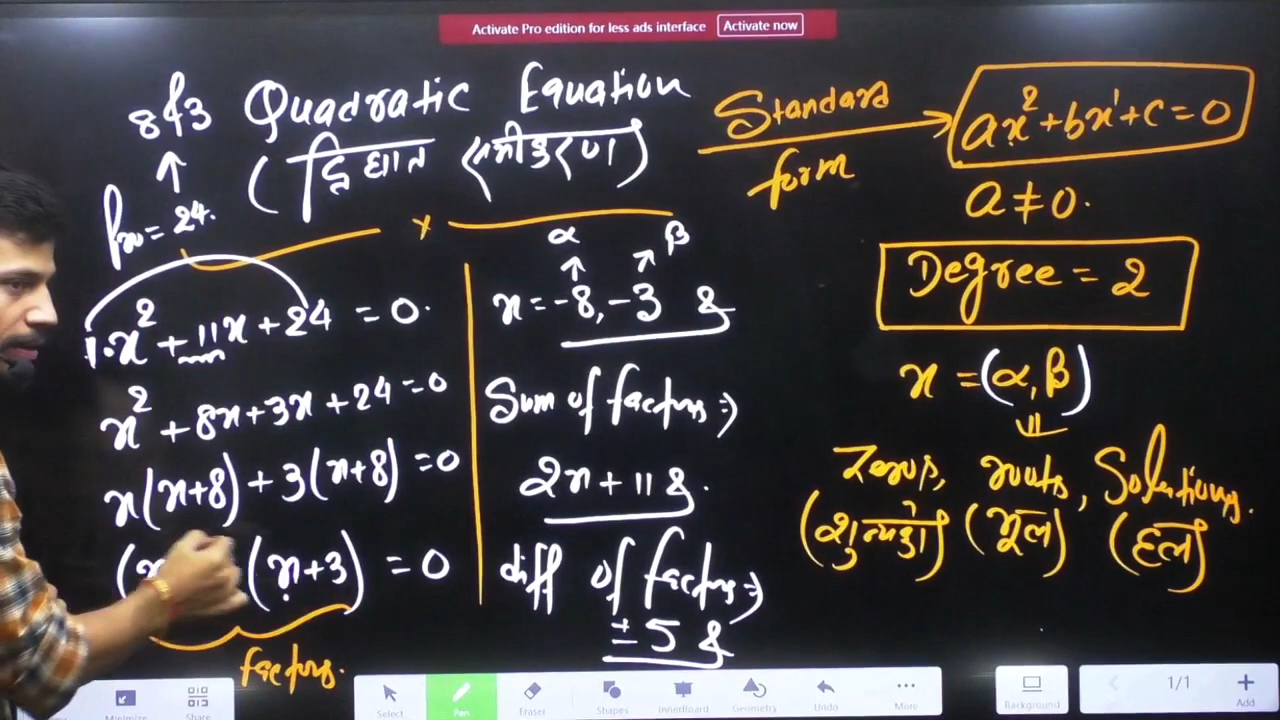 Activate Pro edition for less ads interface Activate now
8&3 Quadratic Equation
(द्विघात समीकरण)
Pro = 24.
1·x² + 11x + 24 = 0.
x² + 8x + 3x + 24 = 0
x(x+8) + 3(x+8) = 0
(x+3) = 0
factors.
α β
x = -8, -3
Sum of factors :-)
2x + 11
diff of factors :-)
± 5
Standard form → ax² + bx¹ + c = 0
a ≠ 0.
Degree = 2
x = (α, β)
Zeros, roots, Solutions.
(शुन्यको) (मूल) (हल)
Minimize Share
Select Pen Eraser Shapes InnerBoard Geometry Undo More
Background 1/1 Add